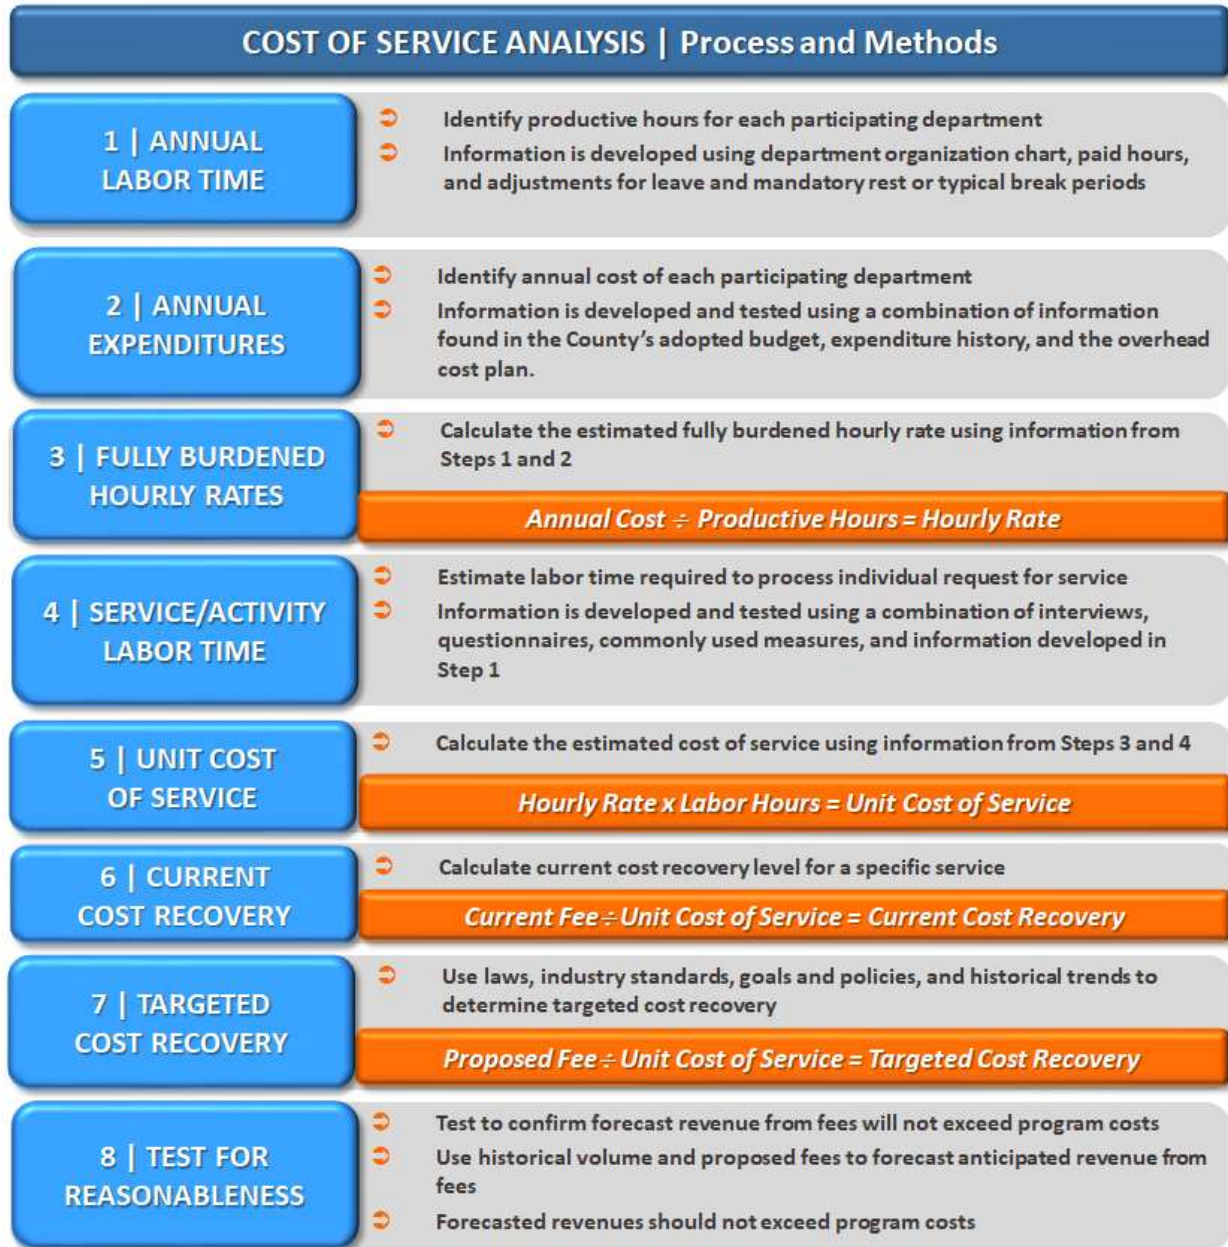 COST OF SERVICE ANALYSIS | Process and Methods
1 | ANNUAL
LABOR TIME
Identify productive hours for each participating department
Information is developed using department organization chart, paid hours,
and adjustments for leave and mandatory rest or typical break periods
2 | ANNUAL
EXPENDITURES
Identify annual cost of each participating department
Information is developed and tested using a combination of information
found in the County's adopted budget, expenditure history, and the overhead
cost plan.
3 | FULLY BURDENED
HOURLY RATES
Calculate the estimated fully burdened hourly rate using information from
Steps 1 and 2
Annual Cost ÷ Productive Hours = Hourly Rate
4 | SERVICE/ACTIVITY
LABOR TIME
Estimate labor time required to process individual request for service
Information is developed and tested using a combination of interviews,
questionnaires, commonly used measures, and information developed in
Step 1
5 | UNIT COST
OF SERVICE
Calculate the estimated cost of service using information from Steps 3 and 4
Hourly Rate x Labor Hours = Unit Cost of Service
6 | CURRENT
COST RECOVERY
Calculate current cost recovery level for a specific service
Current Fee ÷ Unit Cost of Service = Current Cost Recovery
7 | TARGETED
COST RECOVERY
Use laws, industry standards, goals and policies, and historical trends to
determine targeted cost recovery
Proposed Fee ÷ Unit Cost of Service = Targeted Cost Recovery
8 | TEST FOR
REASONABLENESS
Test to confirm forecast revenue from fees will not exceed program costs
Use historical volume and proposed fees to forecast anticipated revenue from
fees
Forecasted revenues should not exceed program costs